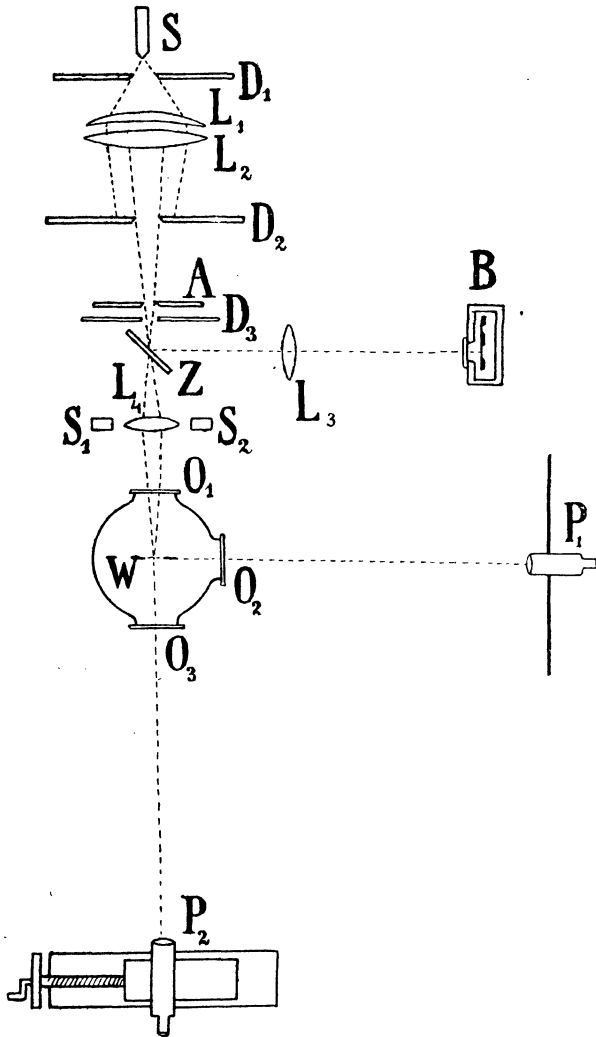 S
D₁
L₁
L₂
D₂
A
B
D₃
Z
L₃
L₄
S₁
S₂
O₁
P₁
W
O₂
O₃
P₂